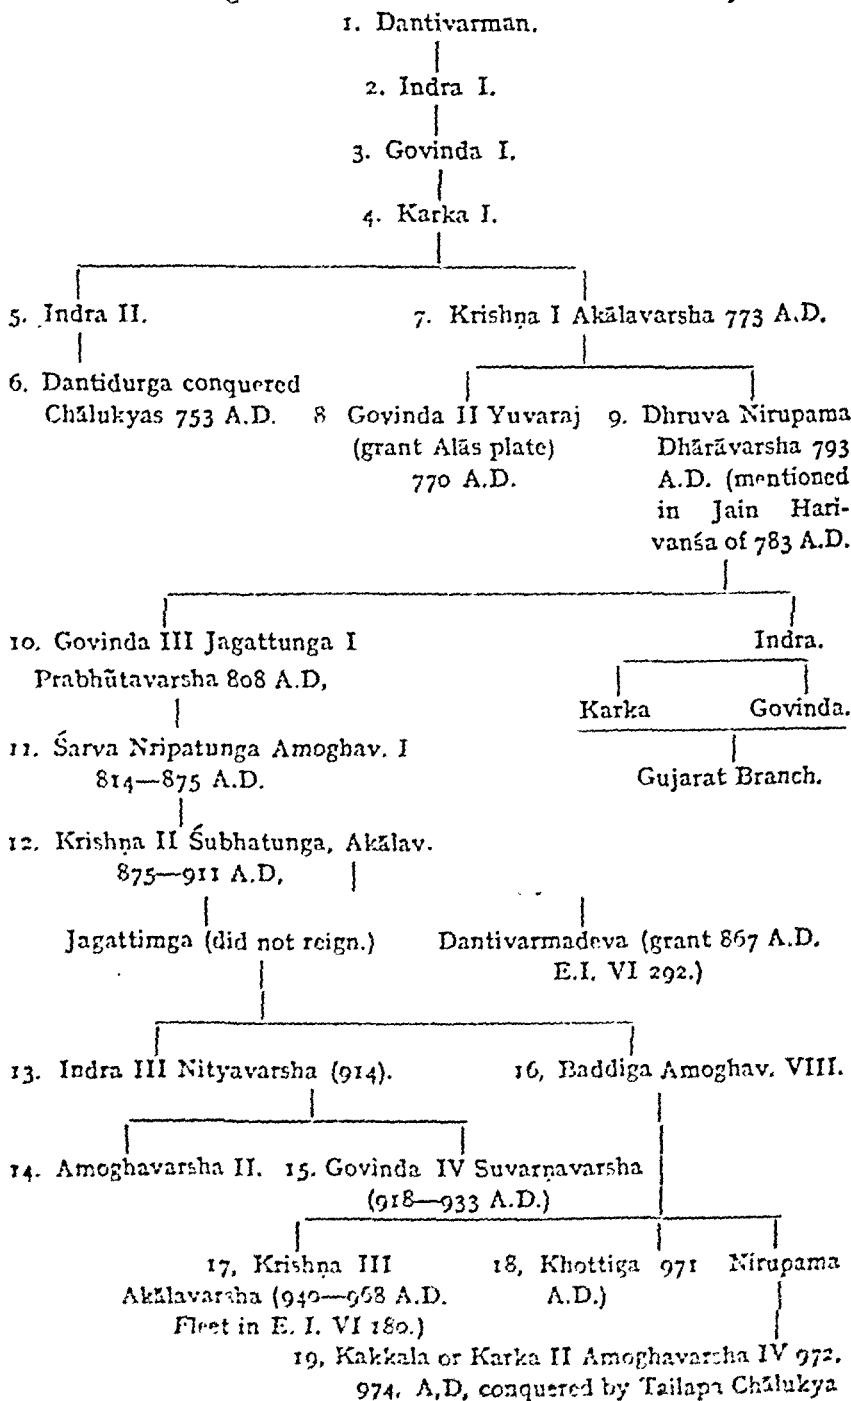 1. Dantivarman.
2. Indra I.
3. Govinda I.
4. Karka I.
5. Indra II. 7. Krishṇa I Akālavarsha 773 A.D.
6. Dantidurga conquered
Chālukyas 753 A.D. 8 Govinda II Yuvaraj 9. Dhruva Nirupama
(grant Alās plate) Dhārāvarsha 793
770 A.D. A.D. (mentioned
in Jain Hari-
vanśa of 783 A.D.
10. Govinda III Jagattunga I Indra.
Prabhūtavarsha 808 A.D,
Karka Govinda.
11. Śarva Nripatunga Amoghav. I
814—875 A.D. Gujarat Branch.
12. Krishṇa II Śubhatunga, Akālav.
875—911 A.D,
Jagattimga (did not reign.) Dantivarmadeva (grant 867 A.D.
E.I. VI 292.)
13. Indra III Nityavarsha (914). 16, Baddiga Amoghav. VIII.
14. Amoghavarsha II. 15. Govinda IV Suvarṇavarsha
(918—933 A.D.)
17, Krishṇa III 18, Khottiga 971 Nirupama
Akālavarsha (940—968 A.D. A.D.)
Fleet in E. I. VI 180.)
19, Kakkala or Karka II Amoghavarsha IV 972.
974. A,D, conquered by Tailapa Chālukya